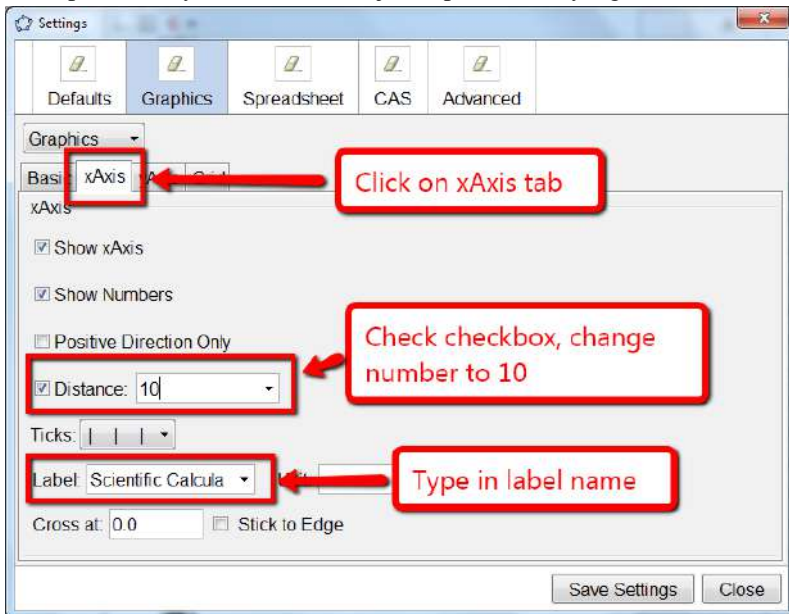 Settings
Defaults Graphics Spreadsheet CAS Advanced
Graphics
Basic xAxis
Click on xAxis tab
xAxis
Show xAxis
Show Numbers
Positive Direction Only
Check checkbox, change
number to 10
Distance: 10
Ticks: | | |
Label: Scientific Calcula
Type in label name
Cross at: 0.0 Stick to Edge
Save Settings Close